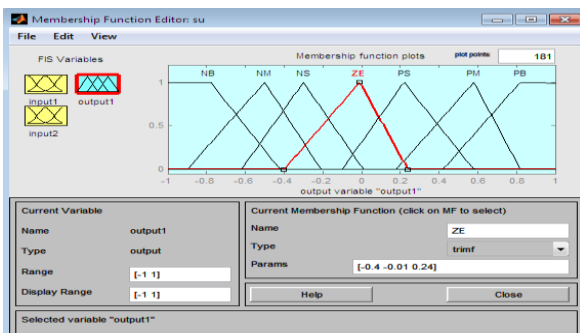 Membership Function Editor: su
File Edit View
FIS Variables
Membership function plots
plot points:
181
input1
output1
input2
NB NM NS ZE PS PM PB
1
0.5
0
-1 -0.8 -0.6 -0.4 -0.2 0 0.2 0.4 0.6 0.8 1
output variable "output1"
Current Variable
Name output1
Type output
Range [-1 1]
Display Range [-1 1]
Current Membership Function (click on MF to select)
Name ZE
Type trimf
Params [-0.4 -0.01 0.24]
Help Close
Selected variable "output1"